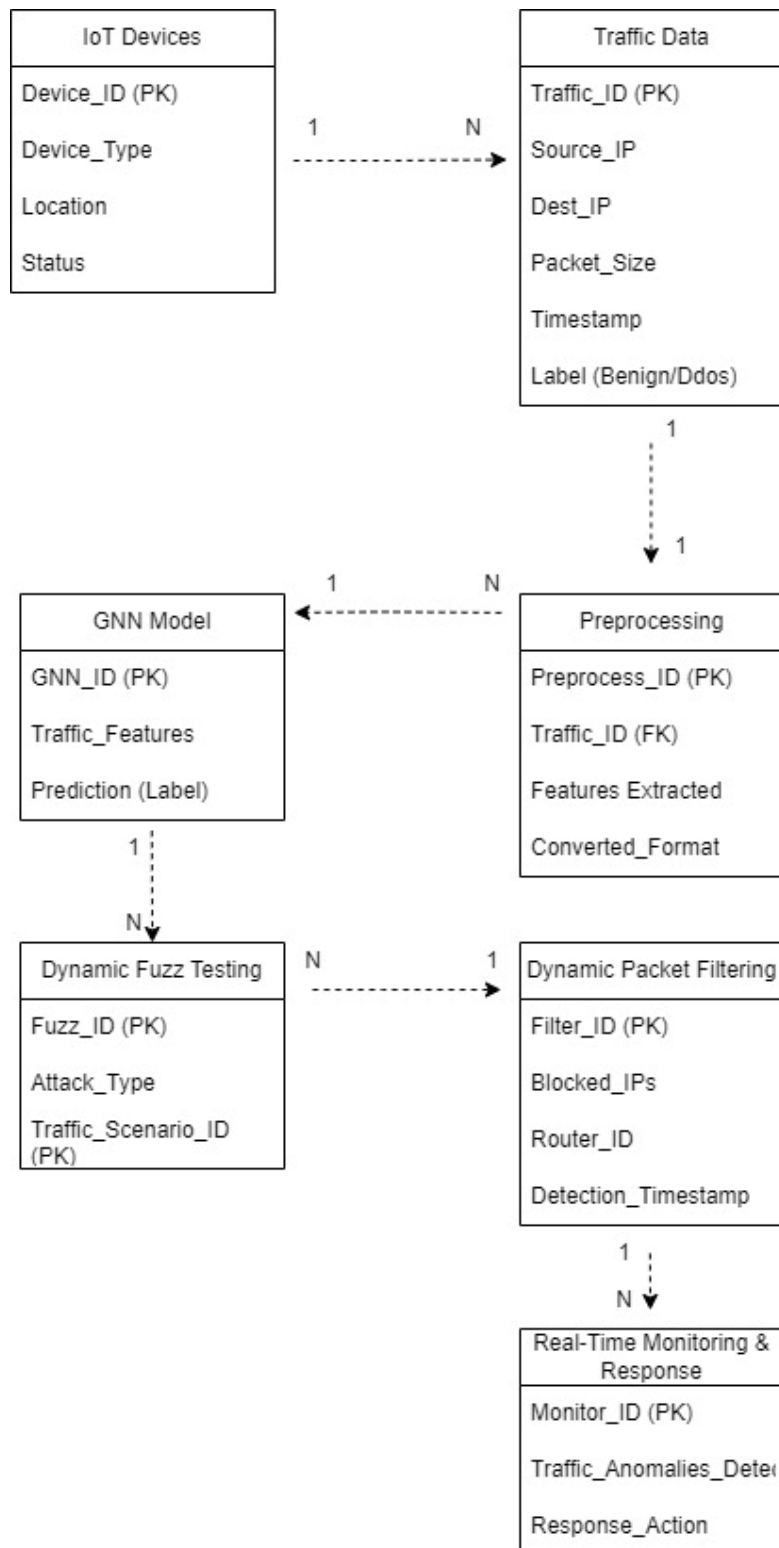 IoT Devices
Device_ID (PK)
Device_Type
Location
Status
1
N
Traffic Data
Traffic_ID (PK)
Source_IP
Dest_IP
Packet_Size
Timestamp
Label (Benign/Ddos)
1
1
Preprocessing
Preprocess_ID (PK)
Traffic_ID (FK)
Features Extracted
Converted_Format
N
1
GNN Model
GNN_ID (PK)
Traffic_Features
Prediction (Label)
1
N
Dynamic Fuzz Testing
Fuzz_ID (PK)
Attack_Type
Traffic_Scenario_ID
(PK)
N
1
Dynamic Packet Filtering
Filter_ID (PK)
Blocked_IPs
Router_ID
Detection_Timestamp
1
N
Real-Time Monitoring &
Response
Monitor_ID (PK)
Traffic_Anomalies_Dete
Response_Action